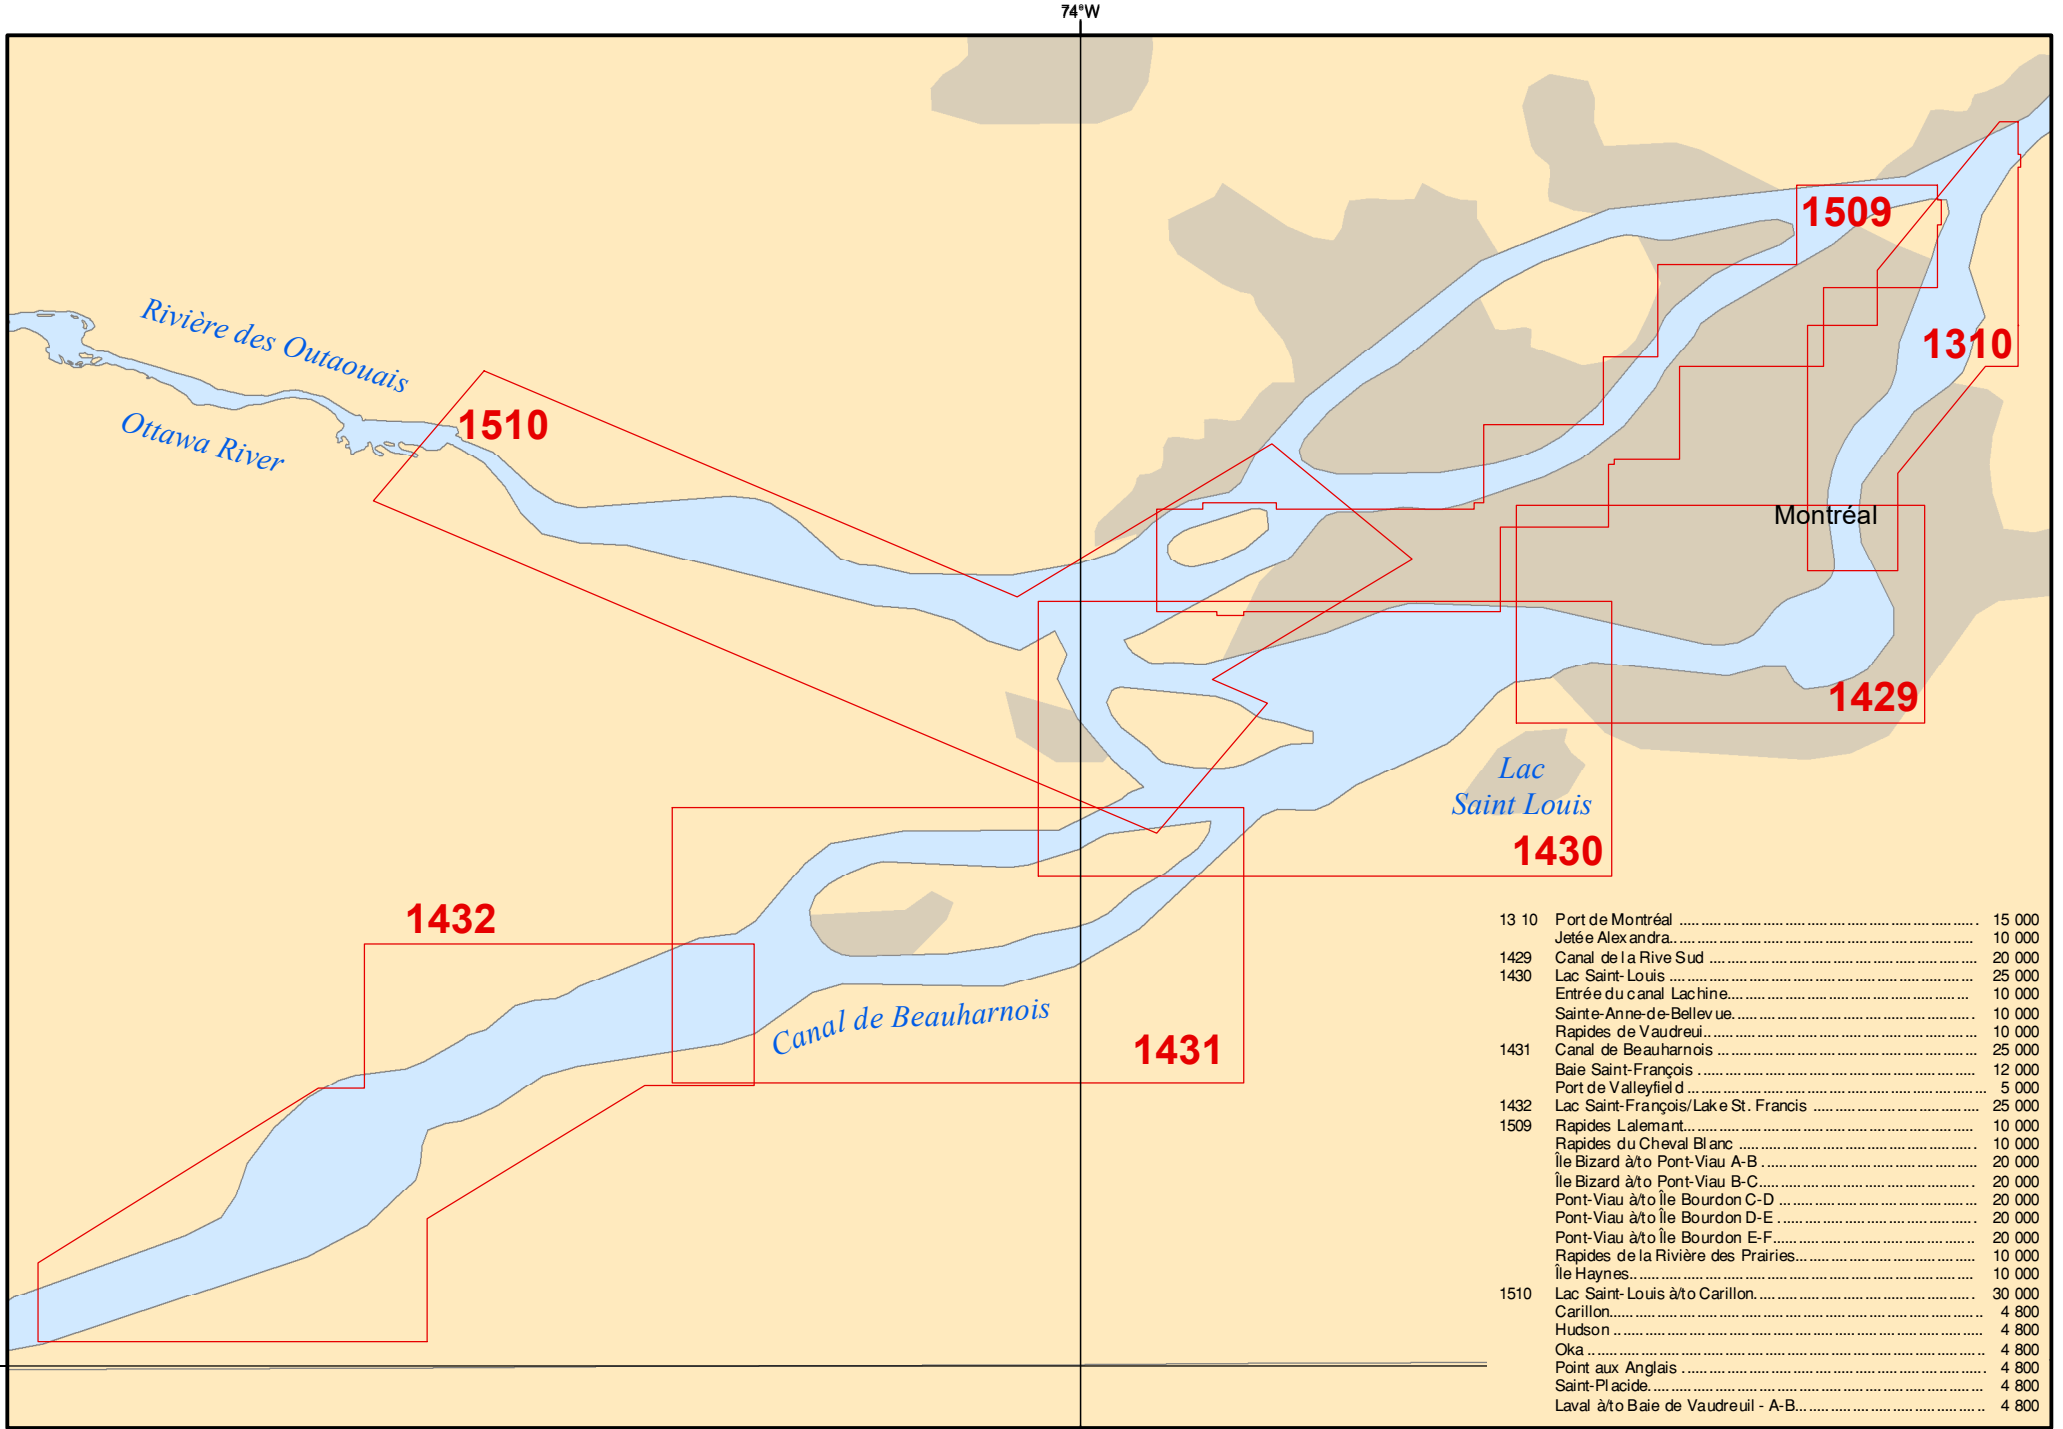 74°W
1509
Rivière des Outaouais
1310
Ottawa River
1510
Montréal
1429
Lac
Saint Louis
1430
1432
Canal de Beauharnois
1431
13 10 Port de Montréal 15 000
Jetée Alexandra 10 000
1429 Canal de la Rive Sud 20 000
1430 Lac Saint-Louis 25 000
Entrée du canal Lachine 10 000
Sainte-Anne-de-Bellevue 10 000
Rapides de Vaudreui 10 000
1431 Canal de Beauharnois 25 000
Baie Saint-François 12 000
Port de Valleyfield 5 000
1432 Lac Saint-François/Lake St. Francis 25 000
1509 Rapides Lalemant 10 000
Rapides du Cheval Blanc 10 000
Île Bizard à/to Pont-Viau A-B 20 000
Île Bizard à/to Pont-Viau B-C 20 000
Pont-Viau à/to Île Bourdon C-D 20 000
Pont-Viau à/to Île Bourdon D-E 20 000
Pont-Viau à/to Île Bourdon E-F 20 000
Rapides de la Rivière des Prairies 10 000
Île Haynes 10 000
1510 Lac Saint-Louis à/to Carillon 30 000
Carillon 4 800
Hudson 4 800
Oka 4 800
Point aux Anglais 4 800
Saint-Placide 4 800
Laval à/to Baie de Vaudreuil - A-B 4 800